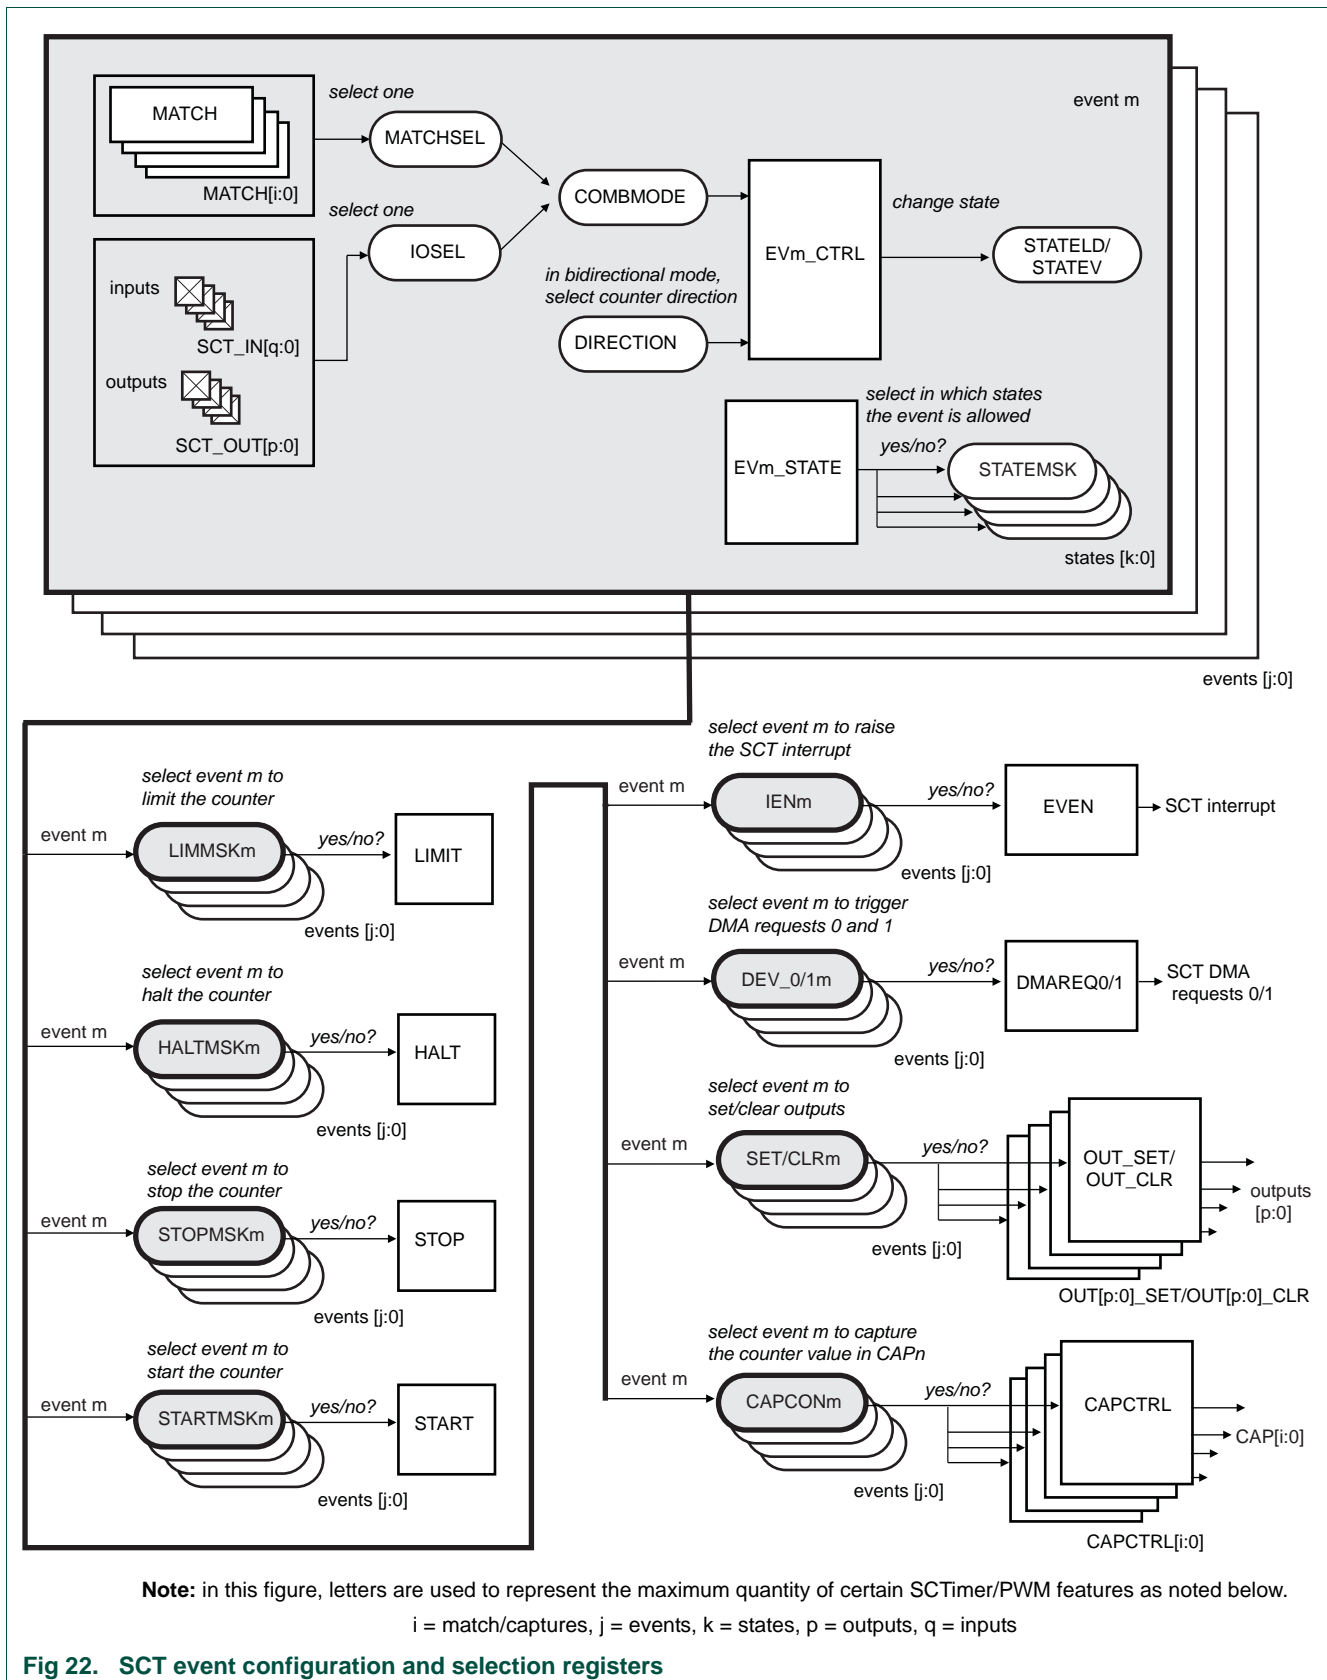 event m
select one
MATCH
MATCHSEL
MATCH[i:0]
select one
IOSEL
COMBMODE
inputs
SCT_IN[q:0]
outputs
SCT_OUT[p:0]
in bidirectional mode,
select counter direction
DIRECTION
EVm_CTRL
change state
STATELD/
STATEV
select in which states
the event is allowed
yes/no?
EVm_STATE
STATEMSK
states [k:0]
events [j:0]
select event m to
limit the counter
event m
LIMMSKm
yes/no?
LIMIT
events [j:0]
select event m to
halt the counter
event m
HALTMSKm
yes/no?
HALT
events [j:0]
select event m to
stop the counter
event m
STOPMSKm
yes/no?
STOP
events [j:0]
select event m to
start the counter
event m
STARTMSKm
yes/no?
START
events [j:0]
select event m to raise
the SCT interrupt
event m
IENm
yes/no?
EVEN
SCT interrupt
events [j:0]
select event m to trigger
DMA requests 0 and 1
event m
DEV_0/1m
yes/no?
DMAREQ0/1
SCT DMA
requests 0/1
events [j:0]
select event m to
set/clear outputs
event m
SET/CLRm
yes/no?
OUT_SET/
OUT_CLR
outputs
[p:0]
events [j:0]
OUT[p:0]_SET/OUT[p:0]_CLR
select event m to capture
the counter value in CAPn
event m
CAPCONm
yes/no?
CAPCTRL
CAP[i:0]
events [j:0]
CAPCTRL[i:0]
Note: in this figure, letters are used to represent the maximum quantity of certain SCTimer/PWM features as noted below.
i = match/captures, j = events, k = states, p = outputs, q = inputs
Fig 22. SCT event configuration and selection registers